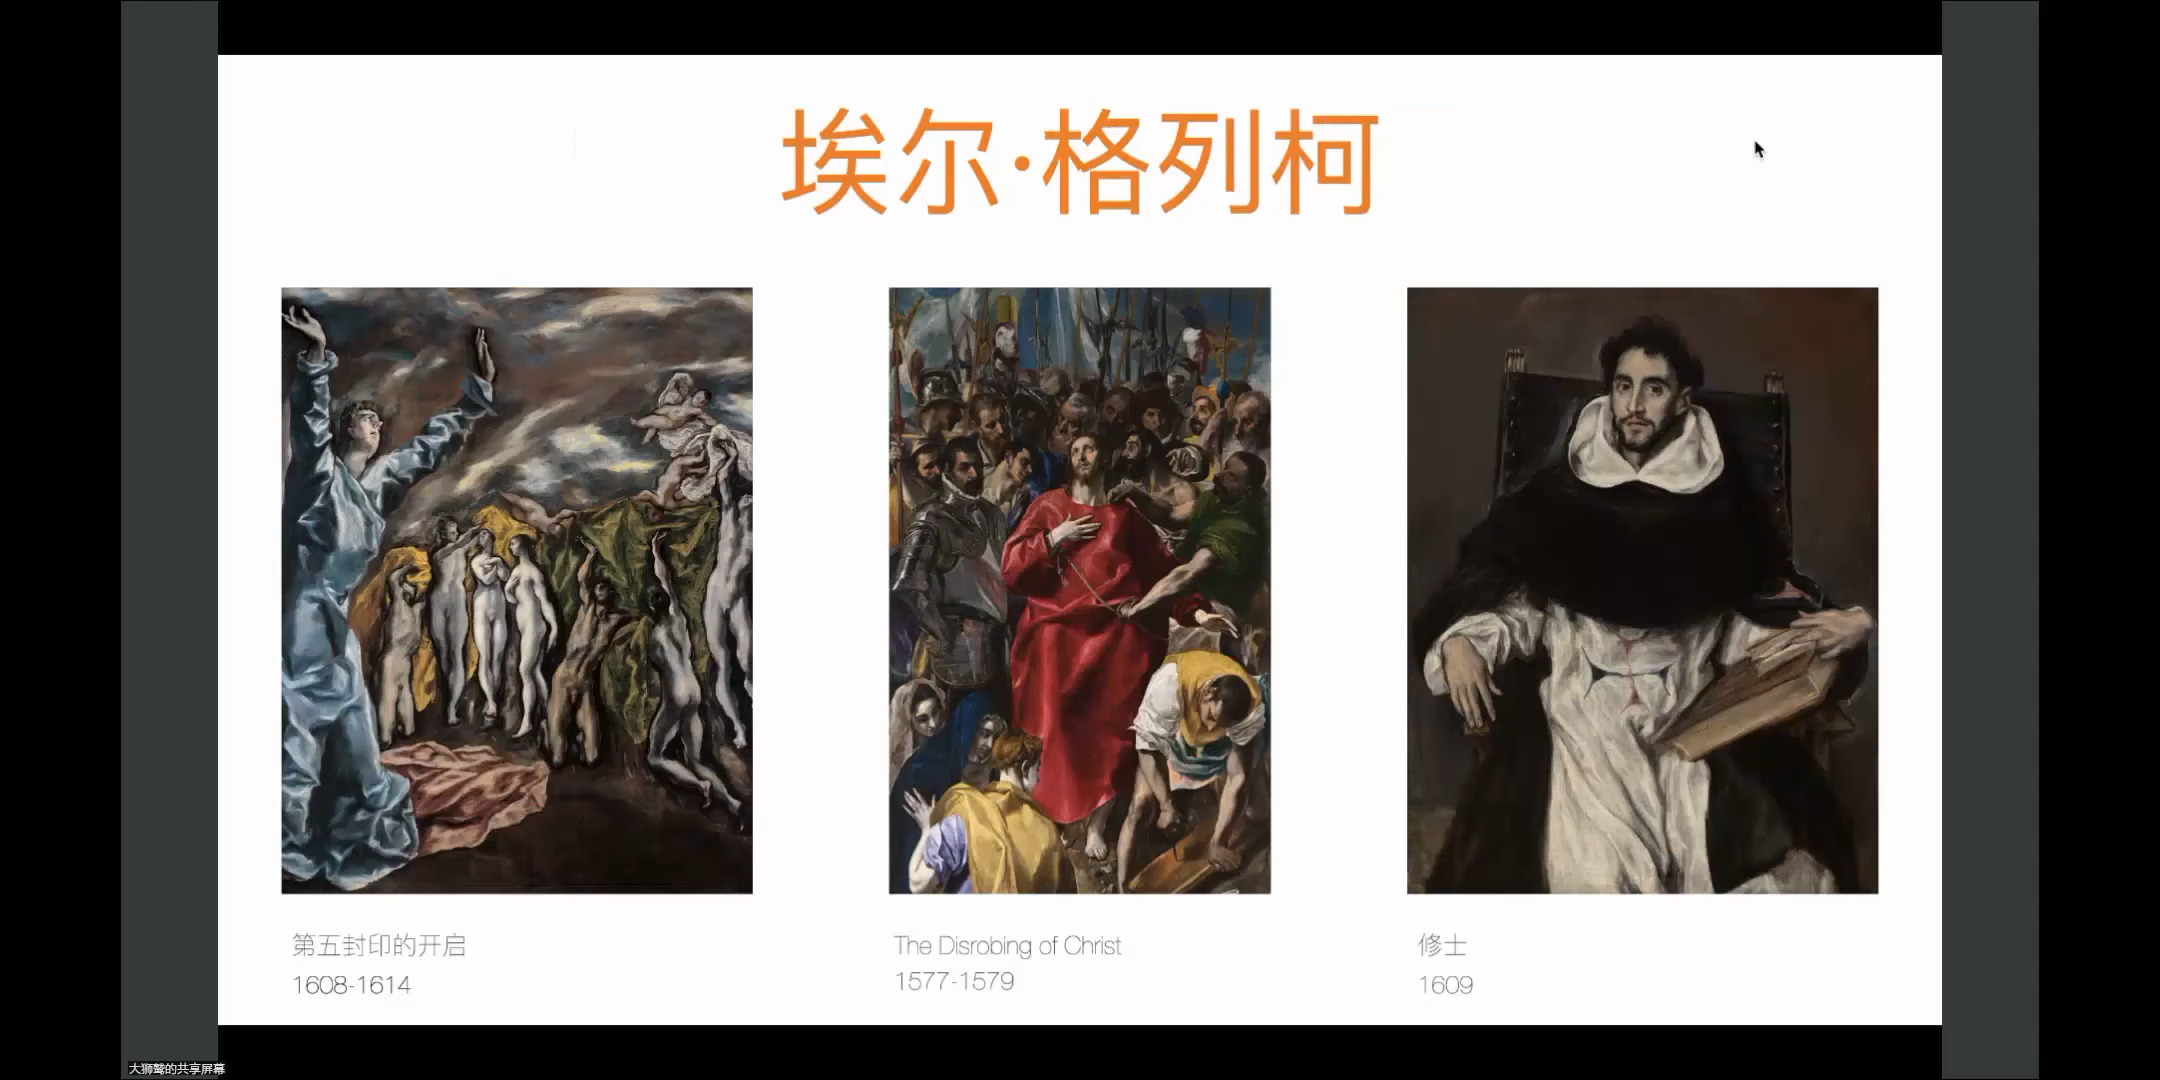 埃尔·格列柯
第五封印的开启
1608-1614
The Disrobing of Christ
1577-1579
修士
1609
大狮鹫的共享屏幕